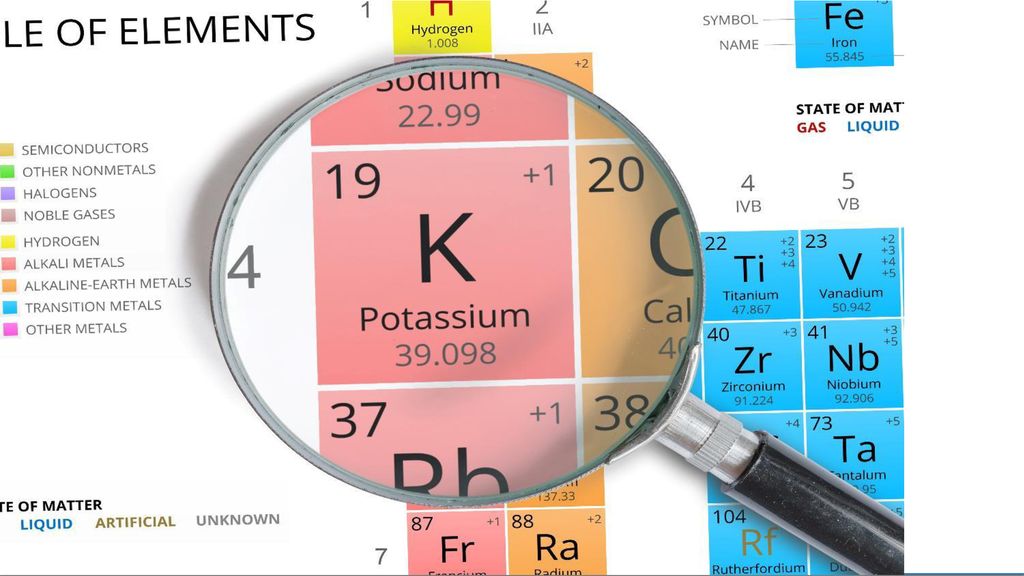 LE OF ELEMENTS
1
Hydrogen
1.008
2
IIA
SYMBOL
NAME
Fe
Iron
55.845
STATE OF MAT
GAS LIQUID
SEMICONDUCTORS
OTHER NONMETALS
HALOGENS
NOBLE GASES
HYDROGEN
ALKALI METALS
ALKALINE-EARTH METALS
TRANSITION METALS
OTHER METALS
+2
Sodium
22.99
19 +1
K
Potassium
39.098
20
C
Cal
40
4
37 +1
Rb
38
137.33
4
IVB
5
VB
22 +2 +3 +4
Ti
Titanium
47.867
23 +2 +3 +4 +5
V
Vanadium
50.942
40 +3
Zr
Zirconium
91.224
41 +3 +5
Nb
Niobium
92.906
+4
73 +5
Ta
antalum
.95
104
Rf
Rutherfordium
TE OF MATTER
LIQUID ARTIFICIAL UNKNOWN
7
87 +1
Fr
Francium
88 +2
Ra
Radium